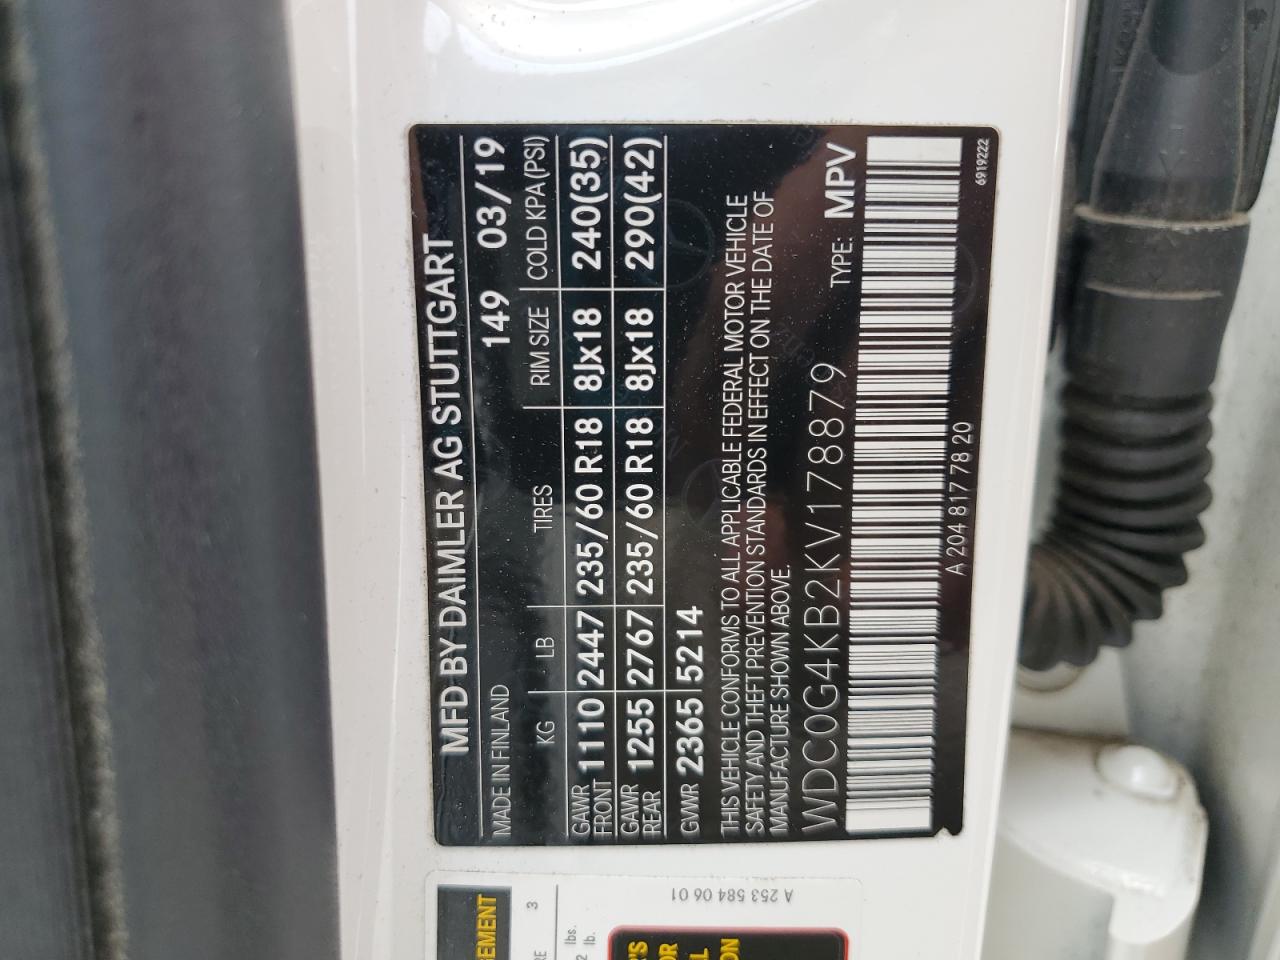 MFD BY DAIMLER AG STUTTGART
MADE IN FINLAND 149 03/19
KG LB TIRES RIM SIZE COLD KPA (PSI)
GAWR FRONT 1110 2447 235/60 R18 8Jx18 240(35)
GAWR REAR 1255 2767 235/60 R18 8Jx18 290(42)
GVWR 2365 5214
THIS VEHICLE CONFORMS TO ALL APPLICABLE FEDERAL MOTOR VEHICLE
SAFETY AND THEFT PREVENTION STANDARDS IN EFFECT ON THE DATE OF
MANUFACTURE SHOWN ABOVE.
WDC0G4KB2KV178879 TYPE: MPV
A 204 817 78 20
6919222
A 253 584 06 01
3
lbs.
lb.